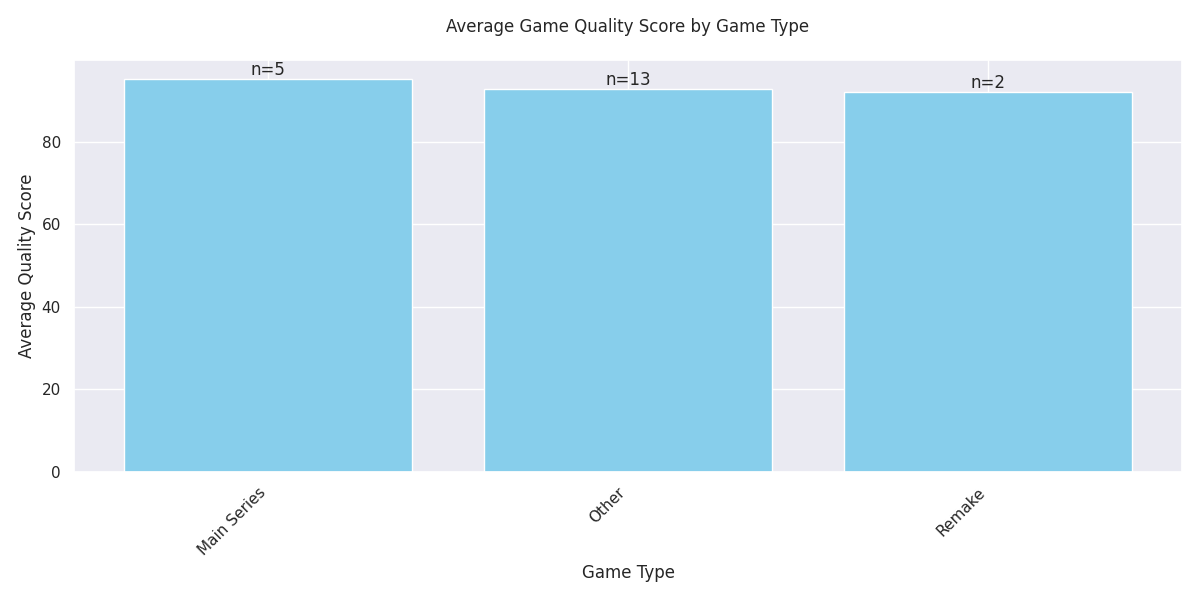 Average Game Quality Score by Game Type
n=5
n=13
n=2
80
60
40
20
0
Average Quality Score
Main Series
Other
Remake
Game Type